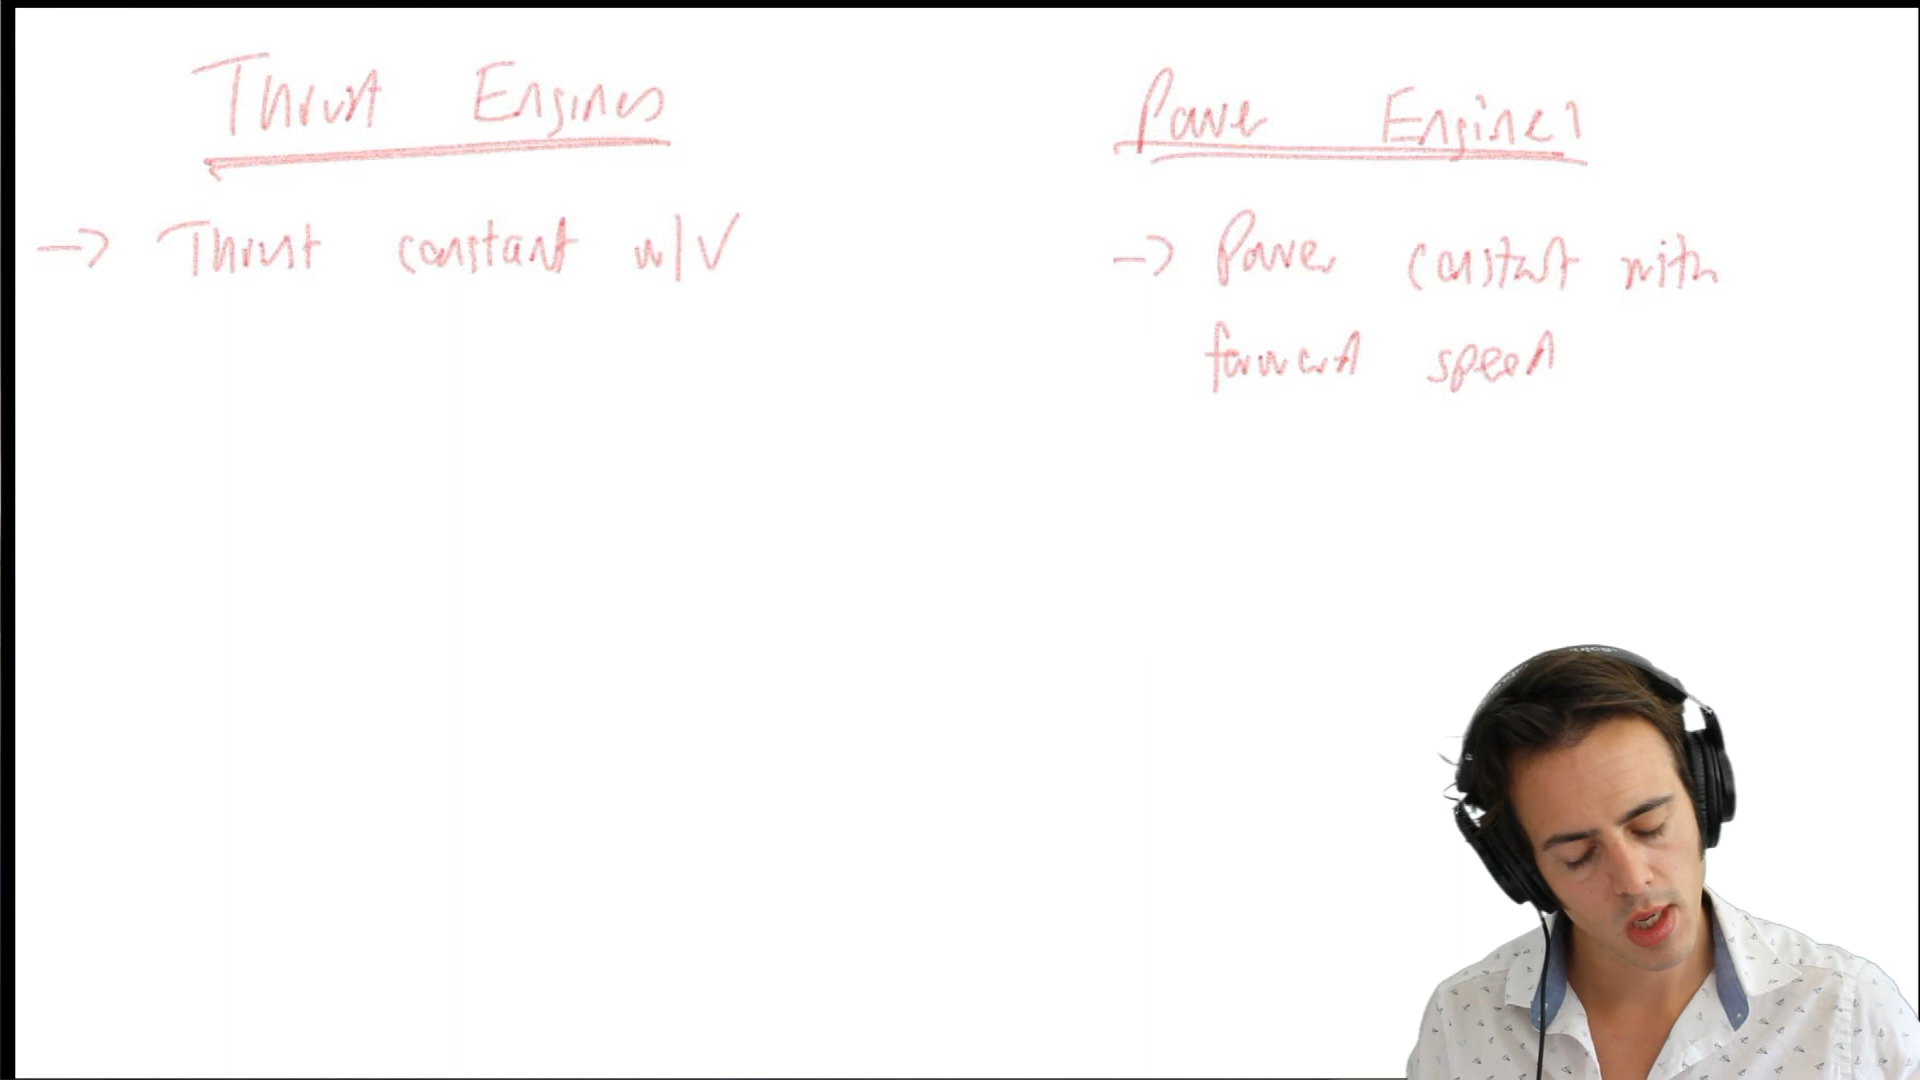 Thrust Engines
Power Engines
→ Thrust constant w/ V
→ Power constant with
forward speed